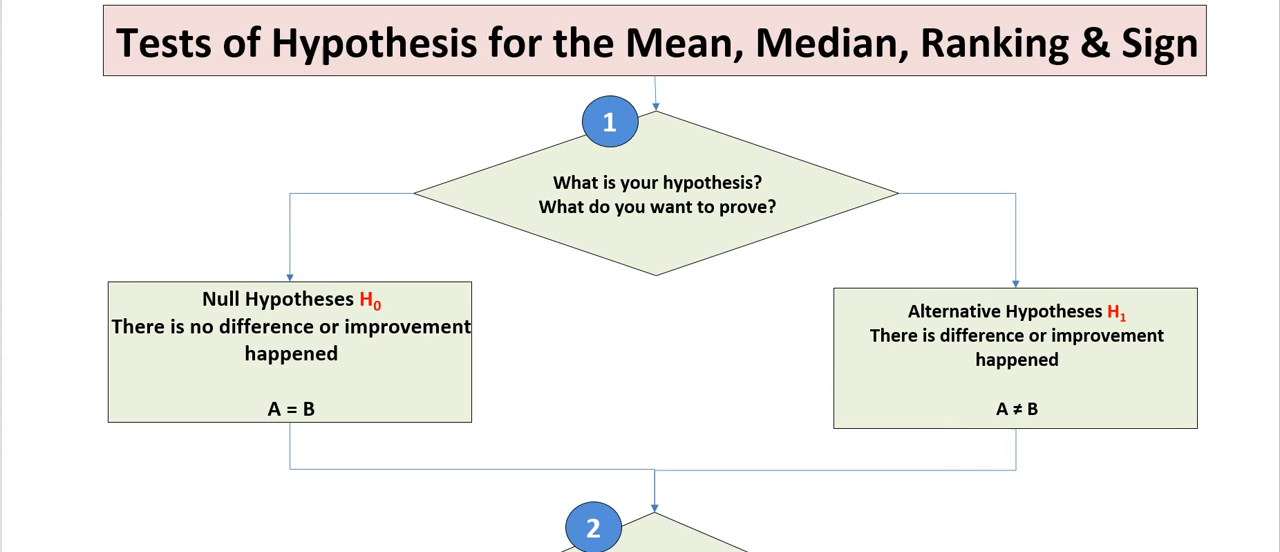 Tests of Hypothesis for the Mean, Median, Ranking & Sign
1
What is your hypothesis?
What do you want to prove?
Null Hypotheses H₀
There is no difference or improvement
happened
A = B
Alternative Hypotheses H₁
There is difference or improvement
happened
A ≠ B
2